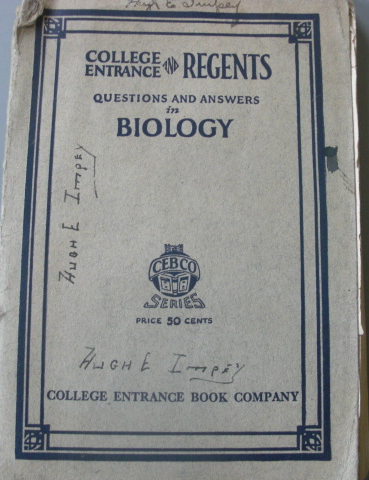 Hugh E Impey
COLLEGE
ENTRANCE AND REGENTS
QUESTIONS AND ANSWERS
in
BIOLOGY
HUGH E IMPEY
CEBCO
SERIES
PRICE 50 CENTS
HUGH E IMPEY
COLLEGE ENTRANCE BOOK COMPANY